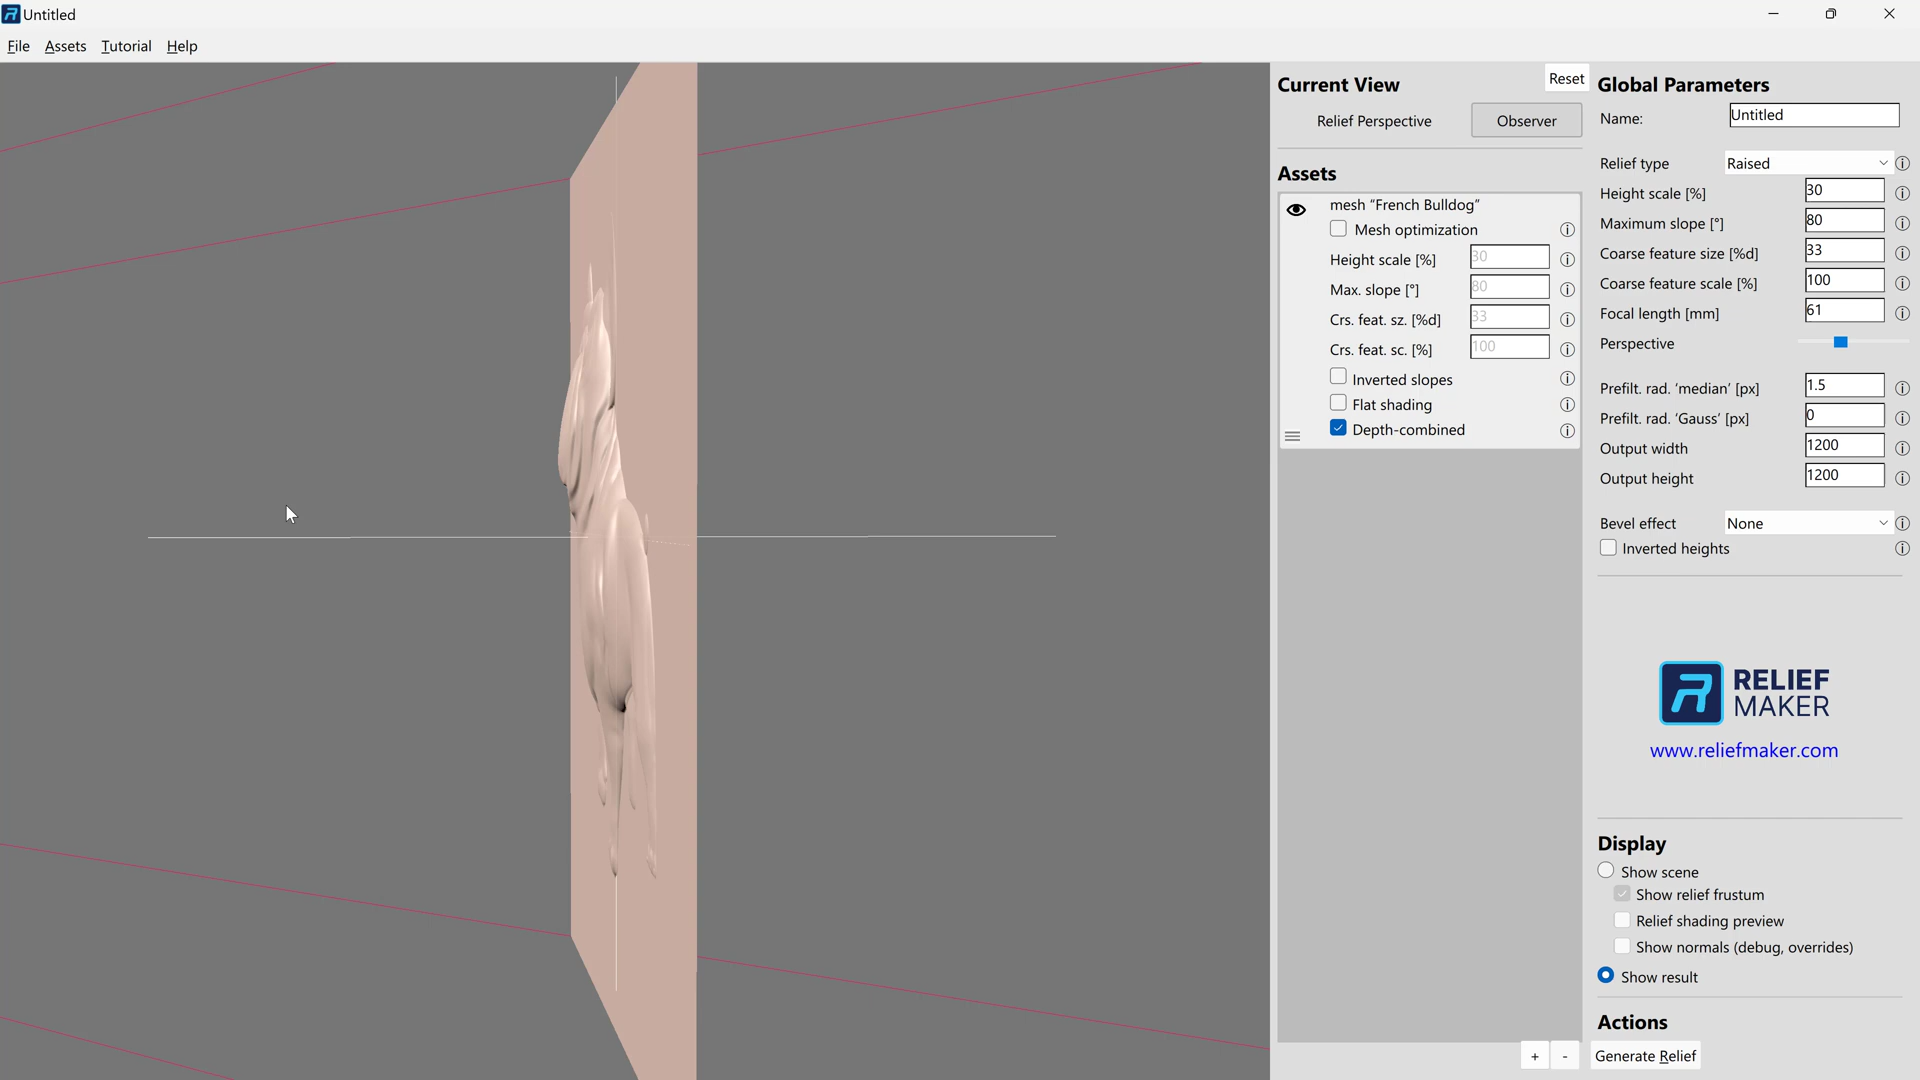 Untitled
File Assets Tutorial Help
Current View
Reset
Relief Perspective
Observer
Assets
mesh "French Bulldog"
Mesh optimization
Height scale [%] 30
Max. slope [°] 80
Crs. feat. sz. [%d] 33
Crs. feat. sc. [%] 100
Inverted slopes
Flat shading
Depth-combined
+ -
Global Parameters
Name: Untitled
Relief type Raised
Height scale [%] 30
Maximum slope [°] 80
Coarse feature size [%d] 33
Coarse feature scale [%] 100
Focal length [mm] 61
Perspective
Prefilt. rad. 'median' [px] 1.5
Prefilt. rad. 'Gauss' [px] 0
Output width 1200
Output height 1200
Bevel effect None
Inverted heights
RELIEF
MAKER
www.reliefmaker.com
Display
Show scene
Show relief frustum
Relief shading preview
Show normals (debug, overrides)
Show result
Actions
Generate Relief